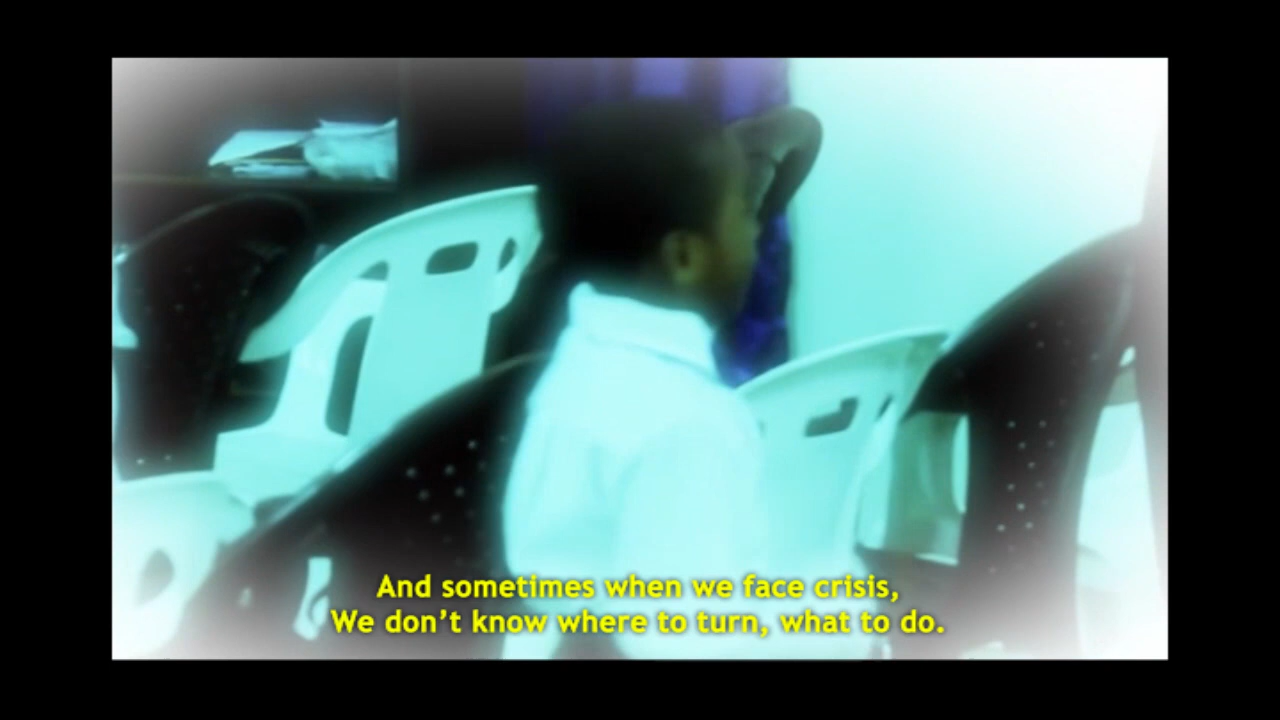 And sometimes when we face crisis,
We don't know where to turn, what to do.